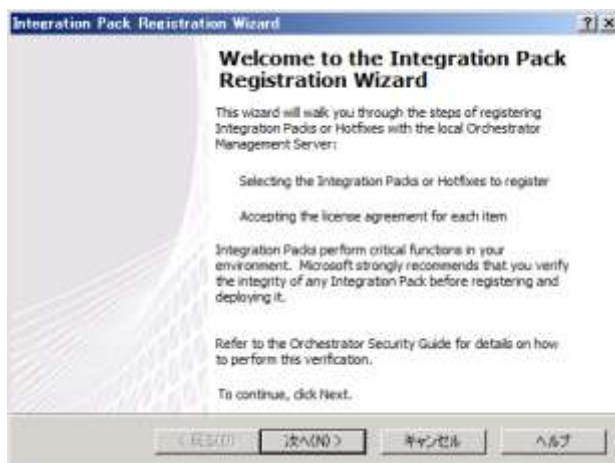 Integration Pack Registration Wizard
Welcome to the Integration Pack
Registration Wizard
This wizard will walk you through the steps of registering
Integration Packs or Hotfixes with the local Orchestrator
Management Server:
Selecting the Integration Packs or Hotfixes to register
Accepting the license agreement for each item
Integration Packs perform critical functions in your
environment. Microsoft strongly recommends that you verify
the integrity of any Integration Pack before registering and
deploying it.
Refer to the Orchestrator Security Guide for details on how
to perform this verification.
To continue, click Next.
< 戻る(B) 次へ(N) > キャンセル ヘルプ